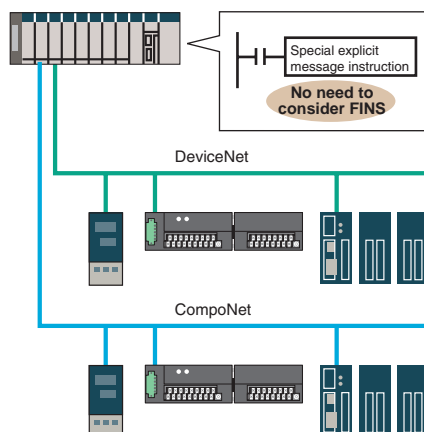 Special explicit
message instruction
No need to
consider FINS
DeviceNet
CompoNet